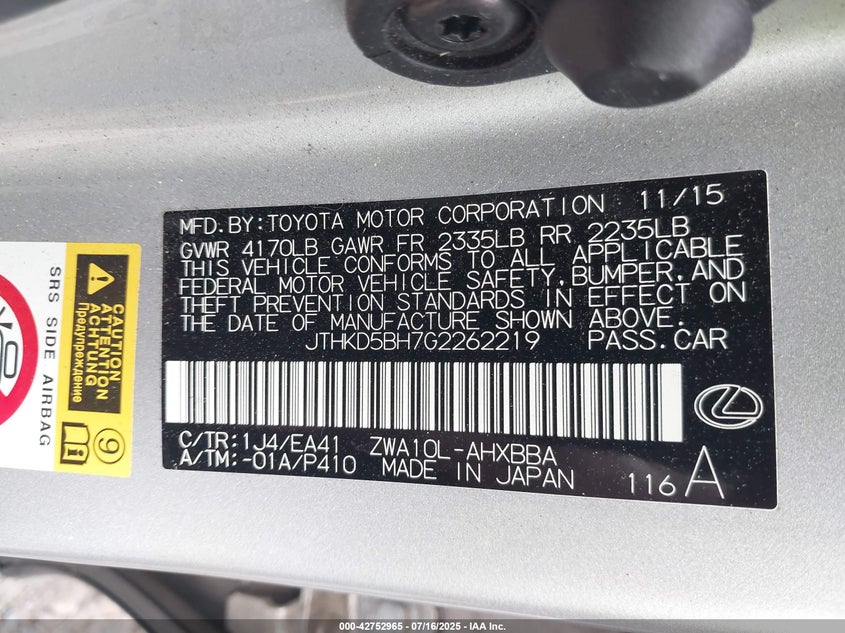 MFD.BY:TOYOTA MOTOR CORPORATION 11/15
GVWR 4170LB GAWR FR 2335LB RR 2235LB
THIS VEHICLE CONFORMS TO ALL APPLICABLE
FEDERAL MOTOR VEHICLE SAFETY,BUMPER,AND
THEFT PREVENTION STANDARDS IN EFFECT ON
THE DATE OF MANUFACTURE SHOWN ABOVE.
JTHKD5BH7G2262219 PASS.CAR
C/TR:1J4/EA41 ZWA10L-AHXBBA
A/TM:-01A/P410 MADE IN JAPAN
116A
SRS SIDE AIRBAG
CAUTION
ATTENTION
ACHTUNG
Предупреждение
9
000-42752965 | 07/16/2025 | IAA Inc.